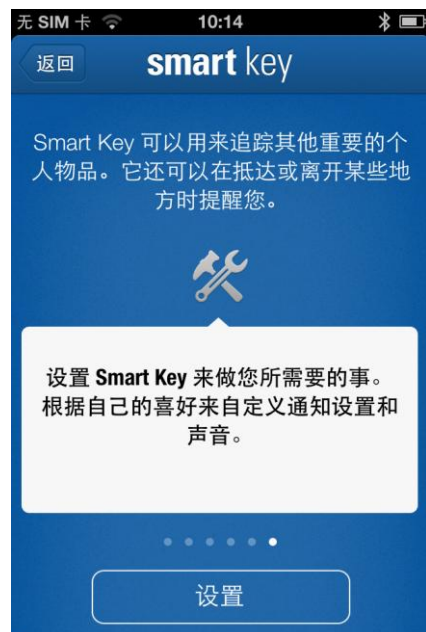 无 SIM 卡
10:14
返回
smart key
Smart Key 可以用来追踪其他重要的个
人物品。它还可以在抵达或离开某些地
方时提醒您。
设置 Smart Key 来做您所需要的事。
根据自己的喜好来自定义通知设置和
声音。
设置